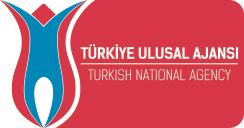 TÜRKİYE ULUSAL AJANSI
TURKISH NATIONAL AGENCY